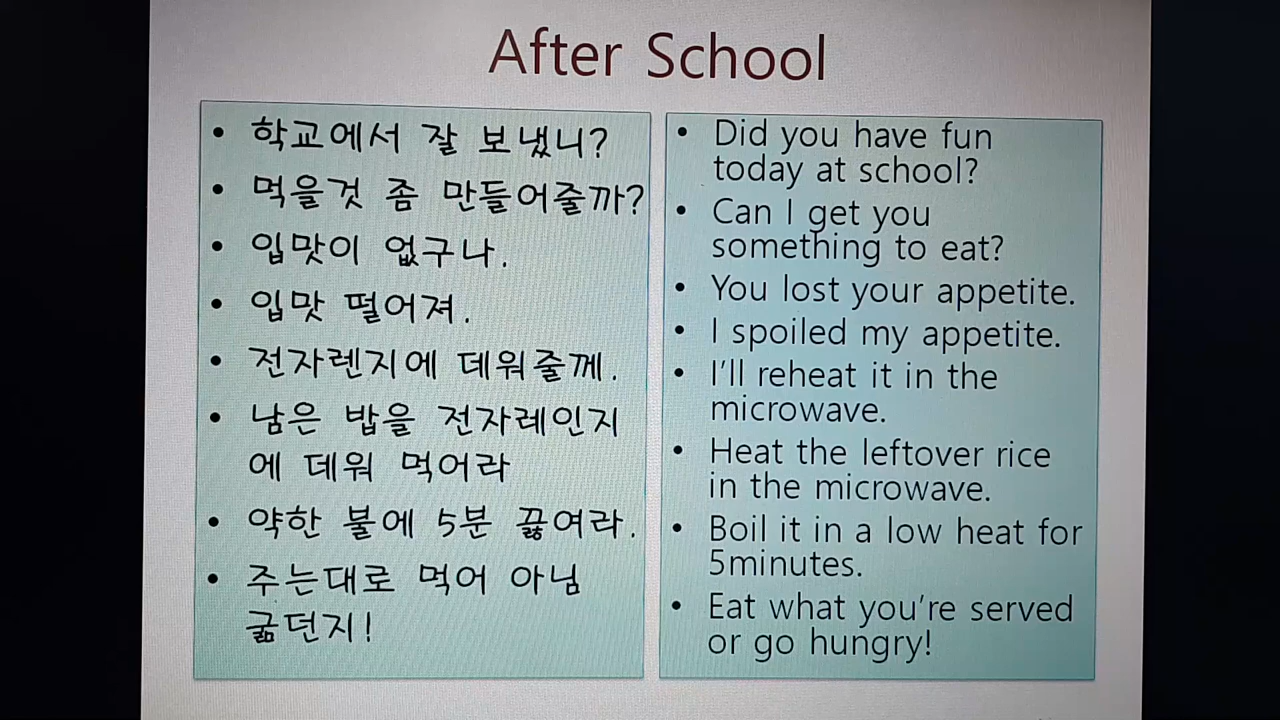 After School
• 학교에서 잘 보냈니?
• 먹을것 좀 만들어줄까?
• 입맛이 없구나.
• 입맛 떨어져.
• 전자렌지에 데워줄께.
• 남은 밥을 전자레인지
에 데워 먹어라
• 약한 불에 5분 끓여라.
• 주는대로 먹어 아님
굶던지!
• Did you have fun
today at school?
• Can I get you
something to eat?
• You lost your appetite.
• I spoiled my appetite.
• I'll reheat it in the
microwave.
• Heat the leftover rice
in the microwave.
• Boil it in a low heat for
5minutes.
• Eat what you're served
or go hungry!